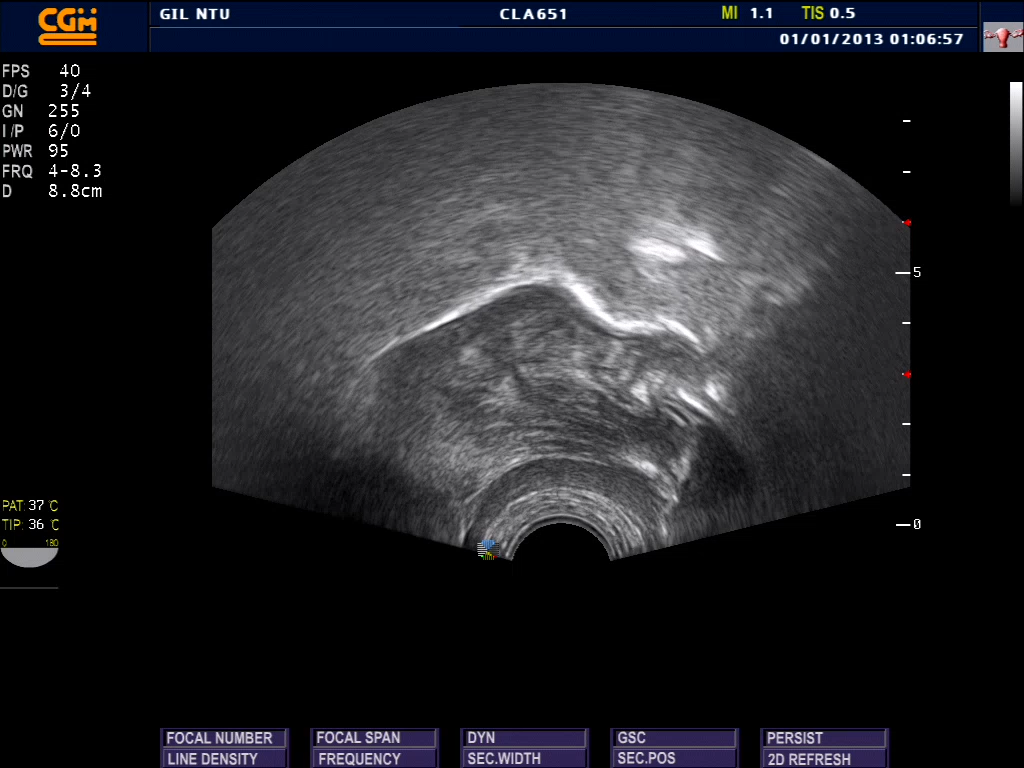 CGM
GIL NTU CLA651 MI 1.1 TIS 0.5
01/01/2013 01:06:57
FPS 40
D/G 3/4
GN 255
I/P 6/0
PWR 95
FRQ 4-8.3
D 8.8cm
5
PAT: 37 °C
TIP: 36 °C
0 180
0
FOCAL NUMBER FOCAL SPAN DYN GSC PERSIST
LINE DENSITY FREQUENCY SEC.WIDTH SEC.POS 2D REFRESH